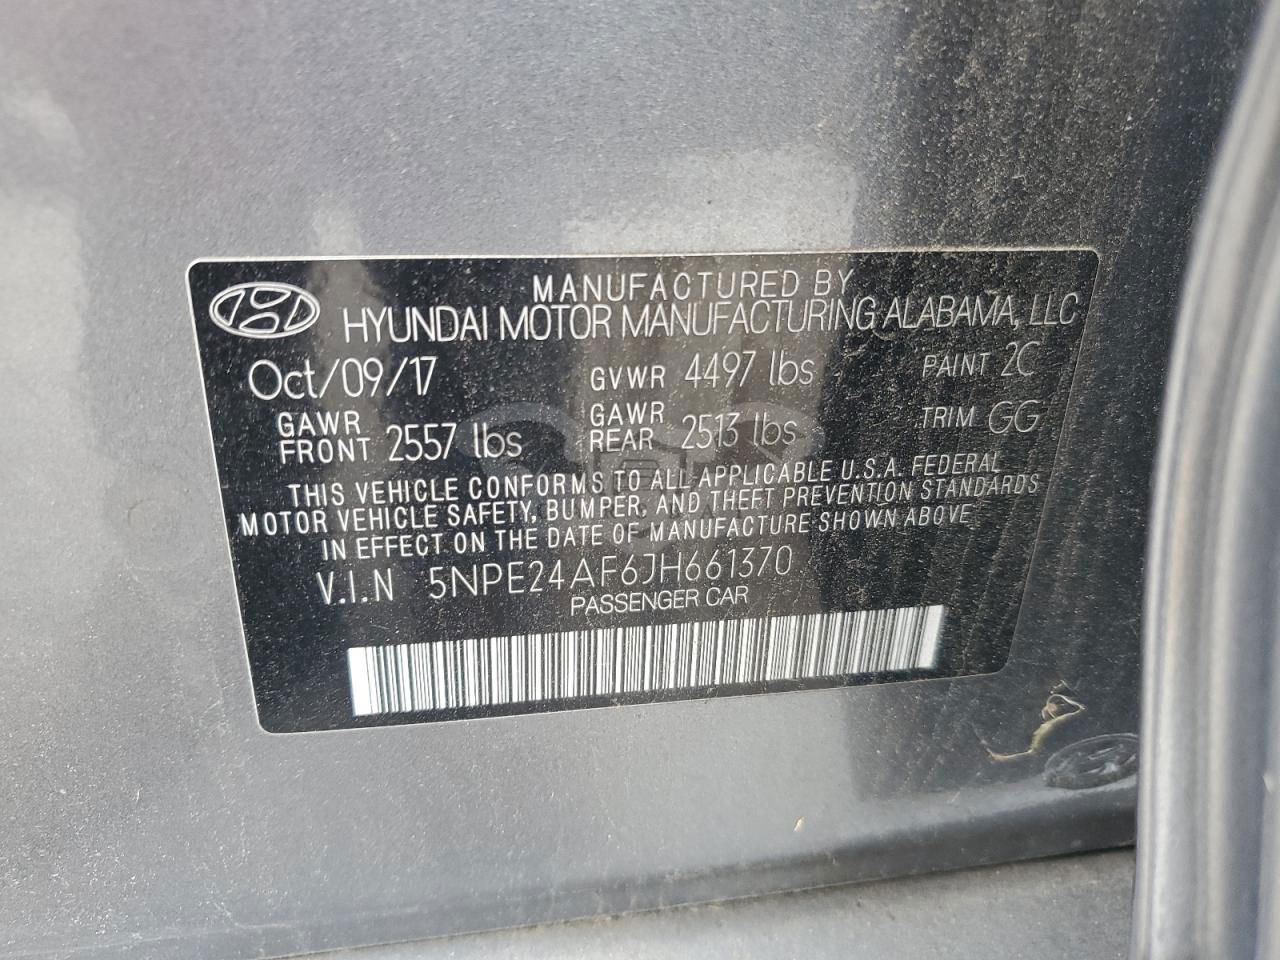 MANUFACTURED BY
HYUNDAI MOTOR MANUFACTURING ALABAMA, LLC
Oct/09/17 GVWR 4497 lbs PAINT 2C
GAWR FRONT 2557 lbs GAWR REAR 2513 lbs TRIM GG
THIS VEHICLE CONFORMS TO ALL APPLICABLE U.S.A. FEDERAL
MOTOR VEHICLE SAFETY, BUMPER, AND THEFT PREVENTION STANDARDS
IN EFFECT ON THE DATE OF MANUFACTURE SHOWN ABOVE
V.I.N 5NPE24AF6JH661370
PASSENGER CAR